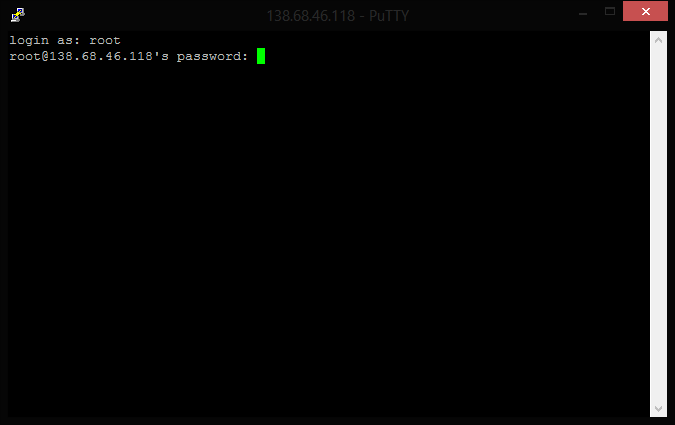 138.68.46.118 - PuTTY
login as: root
root@138.68.46.118's password: